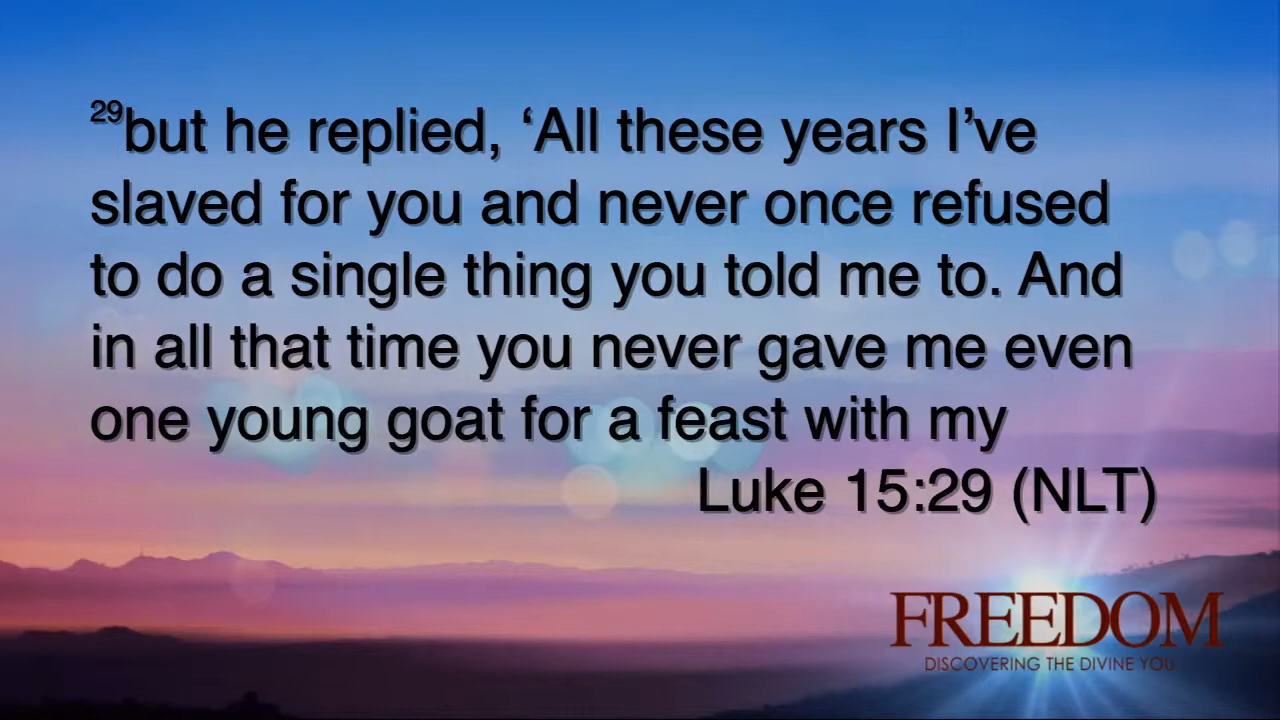 29but he replied, ‘All these years I’ve
slaved for you and never once refused
to do a single thing you told me to. And
in all that time you never gave me even
one young goat for a feast with my
Luke 15:29 (NLT)
FREEDOM
DISCOVERING THE DIVINE YOU